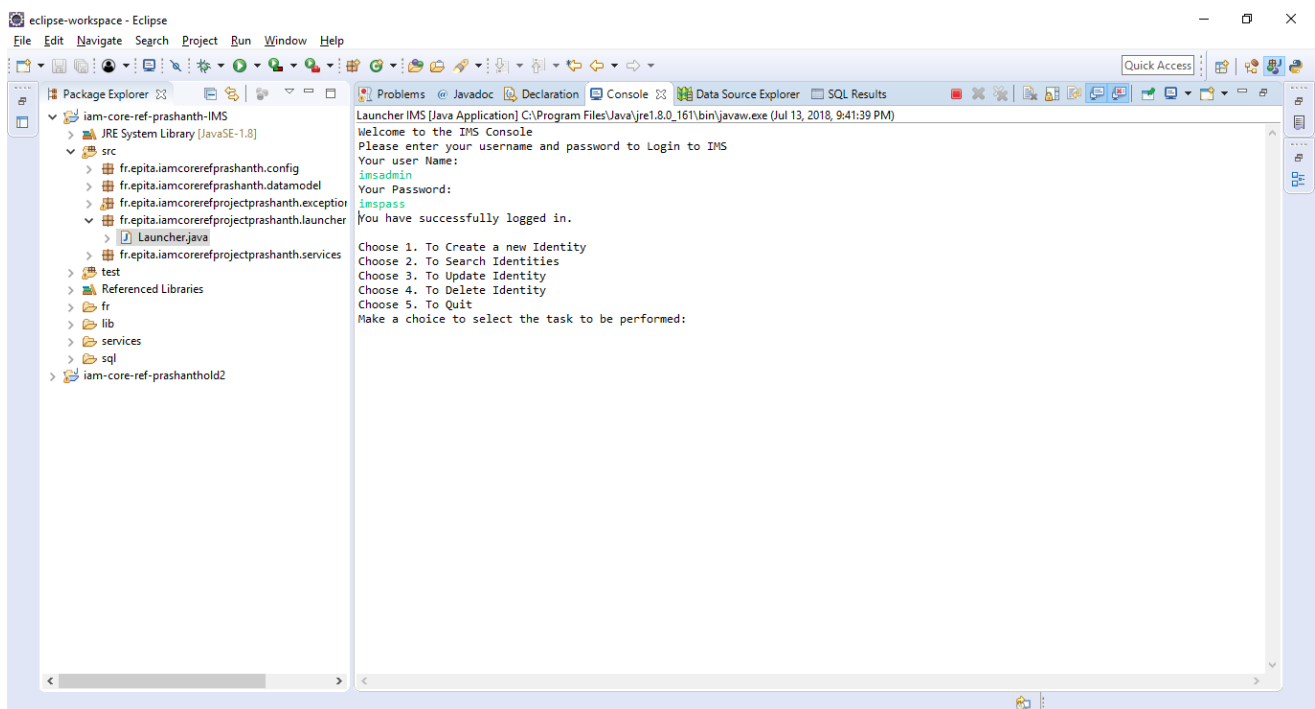 eclipse-workspace - Eclipse
File Edit Navigate Search Project Run Window Help
Quick Access
Package Explorer
iam-core-ref-prashanth-IMS
JRE System Library [JavaSE-1.8]
src
fr.epita.iamcorerefprashanth.config
fr.epita.iamcorerefprashanth.datamodel
fr.epita.iamcorerefprojectprashanth.exception
fr.epita.iamcorerefprojectprashanth.launcher
Launcher.java
fr.epita.iamcorerefprojectprashanth.services
test
Referenced Libraries
fr
lib
services
sql
iam-core-ref-prashanthold2
Problems @ Javadoc Declaration Console Data Source Explorer SQL Results
Launcher IMS [Java Application] C:\Program Files\Java\jre1.8.0_161\bin\javaw.exe (Jul 13, 2018, 9:41:39 PM)
Welcome to the IMS Console
Please enter your username and password to Login to IMS
Your user Name:
imsadmin
Your Password:
imspass
You have successfully logged in.
Choose 1. To Create a new Identity
Choose 2. To Search Identities
Choose 3. To Update Identity
Choose 4. To Delete Identity
Choose 5. To Quit
Make a choice to select the task to be performed: